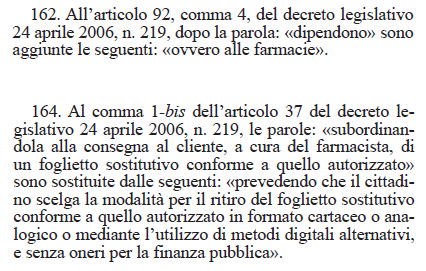 162. All’articolo 92, comma 4, del decreto legislativo
24 aprile 2006, n. 219, dopo la parola: «dipendono» sono
aggiunte le seguenti: «ovvero alle farmacie».
164. Al comma 1-bis dell’articolo 37 del decreto le-
gislativo 24 aprile 2006, n. 219, le parole: «subordinan-
dola alla consegna al cliente, a cura del farmacista, di
un foglietto sostitutivo conforme a quello autorizzato»
sono sostituite dalle seguenti: «prevedendo che il cittadi-
no scelga la modalità per il ritiro del foglietto sostitutivo
conforme a quello autorizzato in formato cartaceo o ana-
logico o mediante l’utilizzo di metodi digitali alternativi,
e senza oneri per la finanza pubblica».